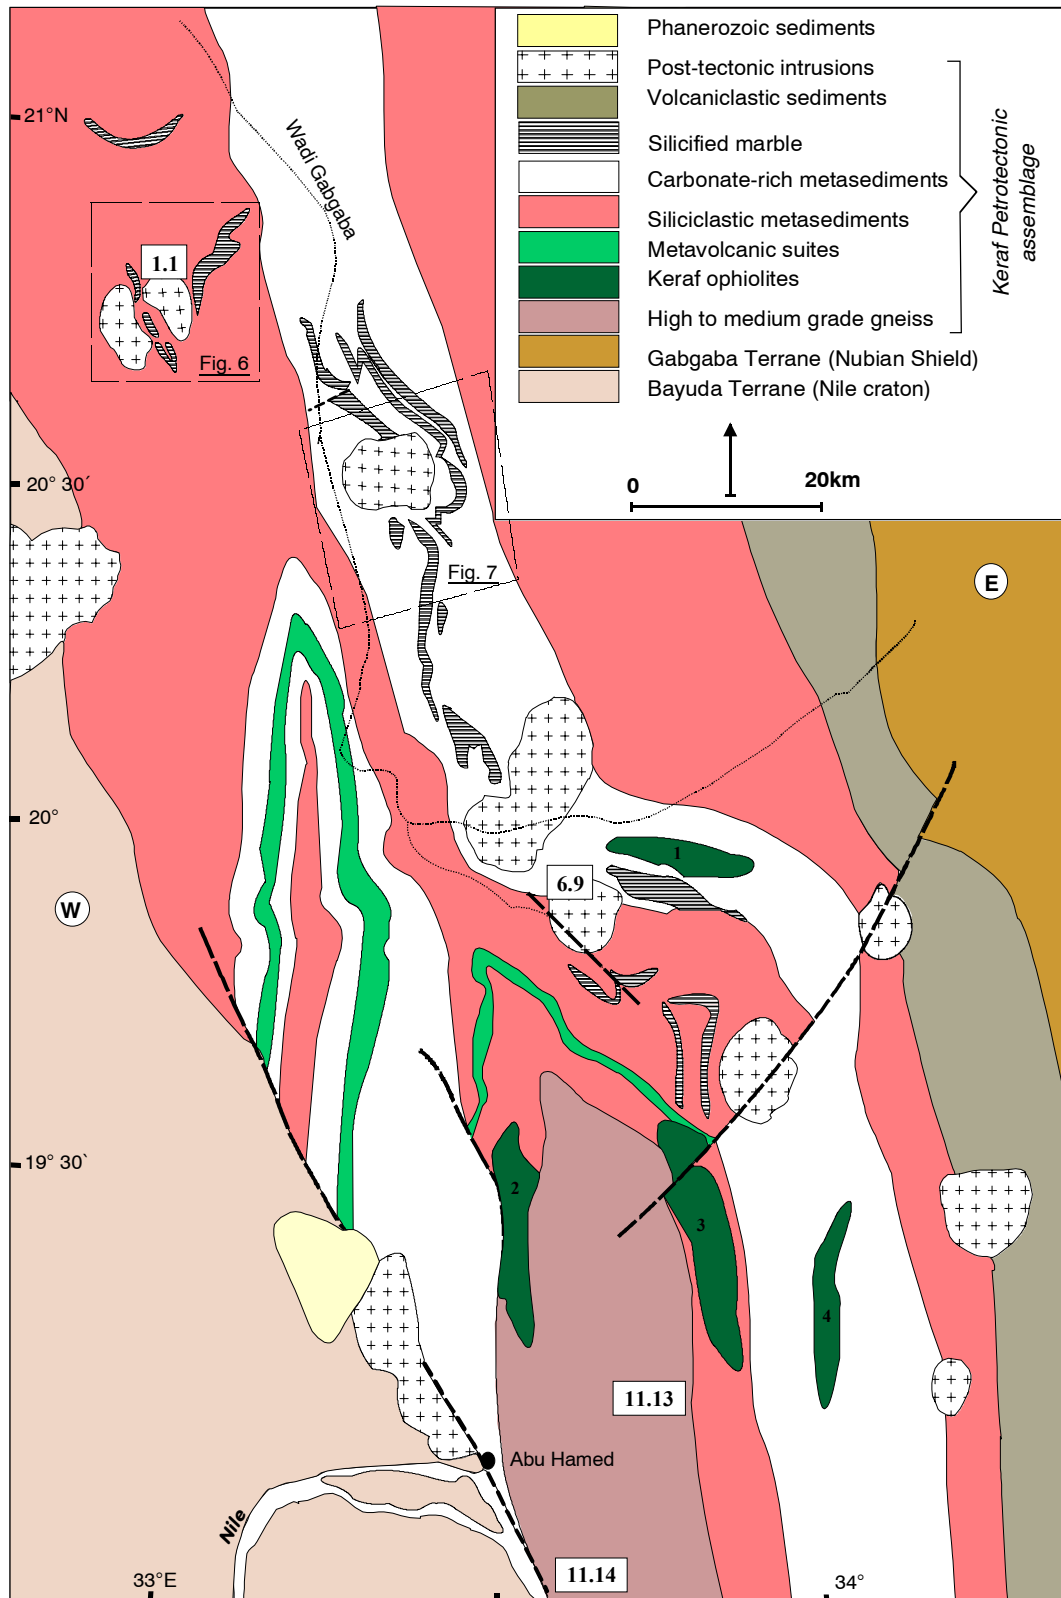 Phanerozoic sediments
Post-tectonic intrusions
Volcaniclastic sediments
Silicified marble
Carbonate-rich metasediments
Siliciclastic metasediments
Metavolcanic suites
Keraf ophiolites
High to medium grade gneiss
Gabgaba Terrane (Nubian Shield)
Bayuda Terrane (Nile craton)
Keraf Petrotectonic
assemblage
0
20km
21°N
Wadi Gabgaba
1.1
Fig. 6
20° 30´
Fig. 7
E
20°
1
6.9
W
19° 30`
2
3
4
11.13
Abu Hamed
Nile
11.14
33°E
34°